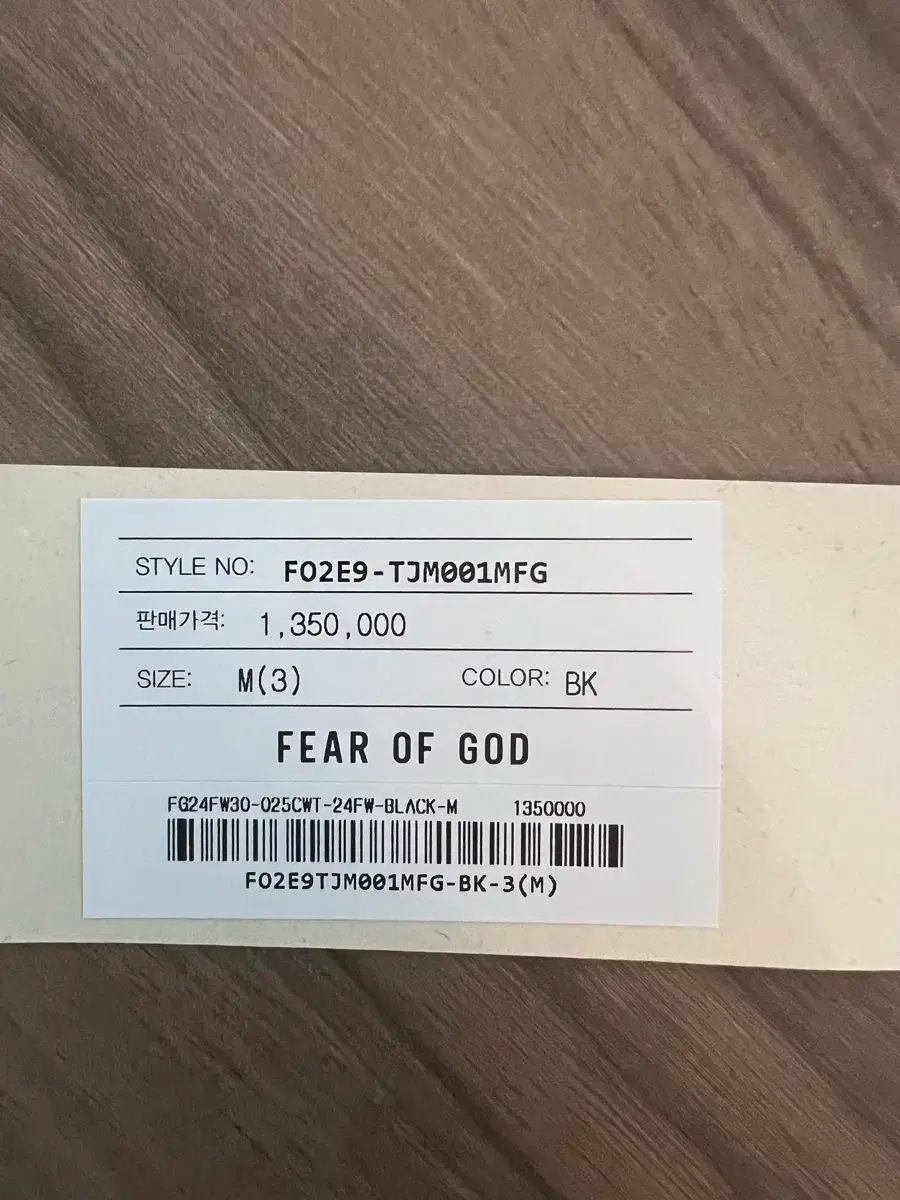 STYLE NO: FO2E9-TJM001MFG
판매가격: 1,350,000
SIZE: M(3) COLOR: BK
FEAR OF GOD
FG24FW30-025CWT-24FW-BLACK-M 1350000
FO2E9TJM001MFG-BK-3(M)